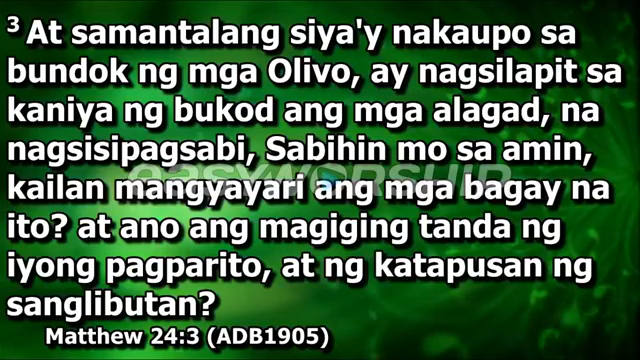 3 At samantalang siya'y nakaupo sa
bundok ng mga Olivo, ay nagsilapit sa
kaniya ng bukod ang mga alagad, na
nagsisipagsabi, Sabihin mo sa amin,
kailan mangyayari ang mga bagay na
ito? at ano ang magiging tanda ng
iyong pagparito, at ng katapusan ng
sanglibutan?
Matthew 24:3 (ADB1905)